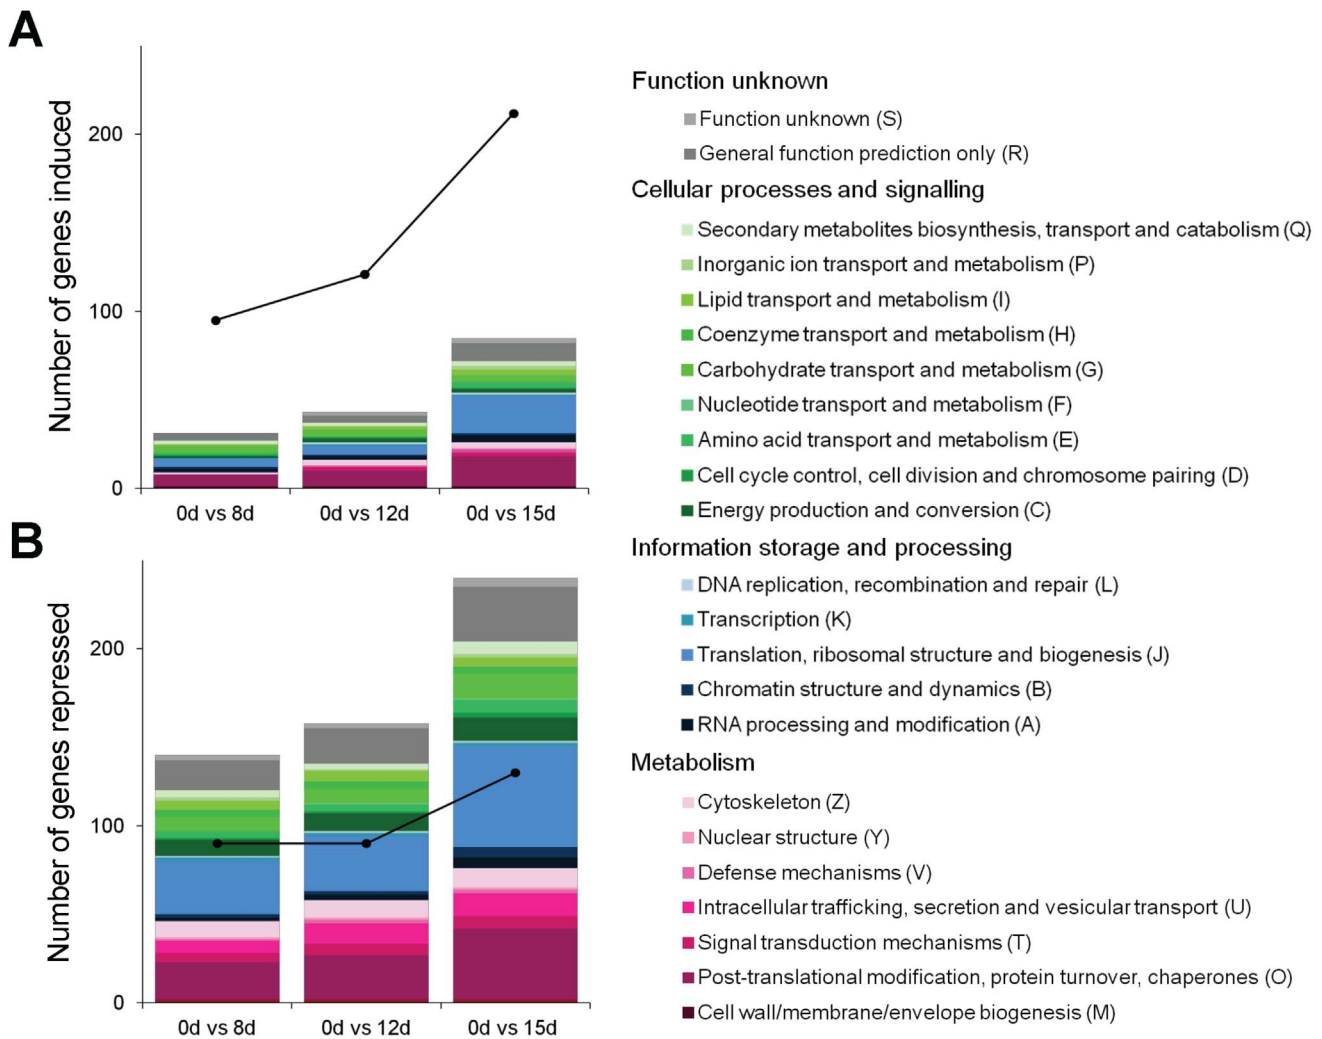 A
Number of genes induced
200
100
0
0d vs 8d
0d vs 12d
0d vs 15d
B
Number of genes repressed
200
100
0
0d vs 8d
0d vs 12d
0d vs 15d
Function unknown
Function unknown (S)
General function prediction only (R)
Cellular processes and signalling
Secondary metabolites biosynthesis, transport and catabolism (Q)
Inorganic ion transport and metabolism (P)
Lipid transport and metabolism (I)
Coenzyme transport and metabolism (H)
Carbohydrate transport and metabolism (G)
Nucleotide transport and metabolism (F)
Amino acid transport and metabolism (E)
Cell cycle control, cell division and chromosome pairing (D)
Energy production and conversion (C)
Information storage and processing
DNA replication, recombination and repair (L)
Transcription (K)
Translation, ribosomal structure and biogenesis (J)
Chromatin structure and dynamics (B)
RNA processing and modification (A)
Metabolism
Cytoskeleton (Z)
Nuclear structure (Y)
Defense mechanisms (V)
Intracellular trafficking, secretion and vesicular transport (U)
Signal transduction mechanisms (T)
Post-translational modification, protein turnover, chaperones (O)
Cell wall/membrane/envelope biogenesis (M)